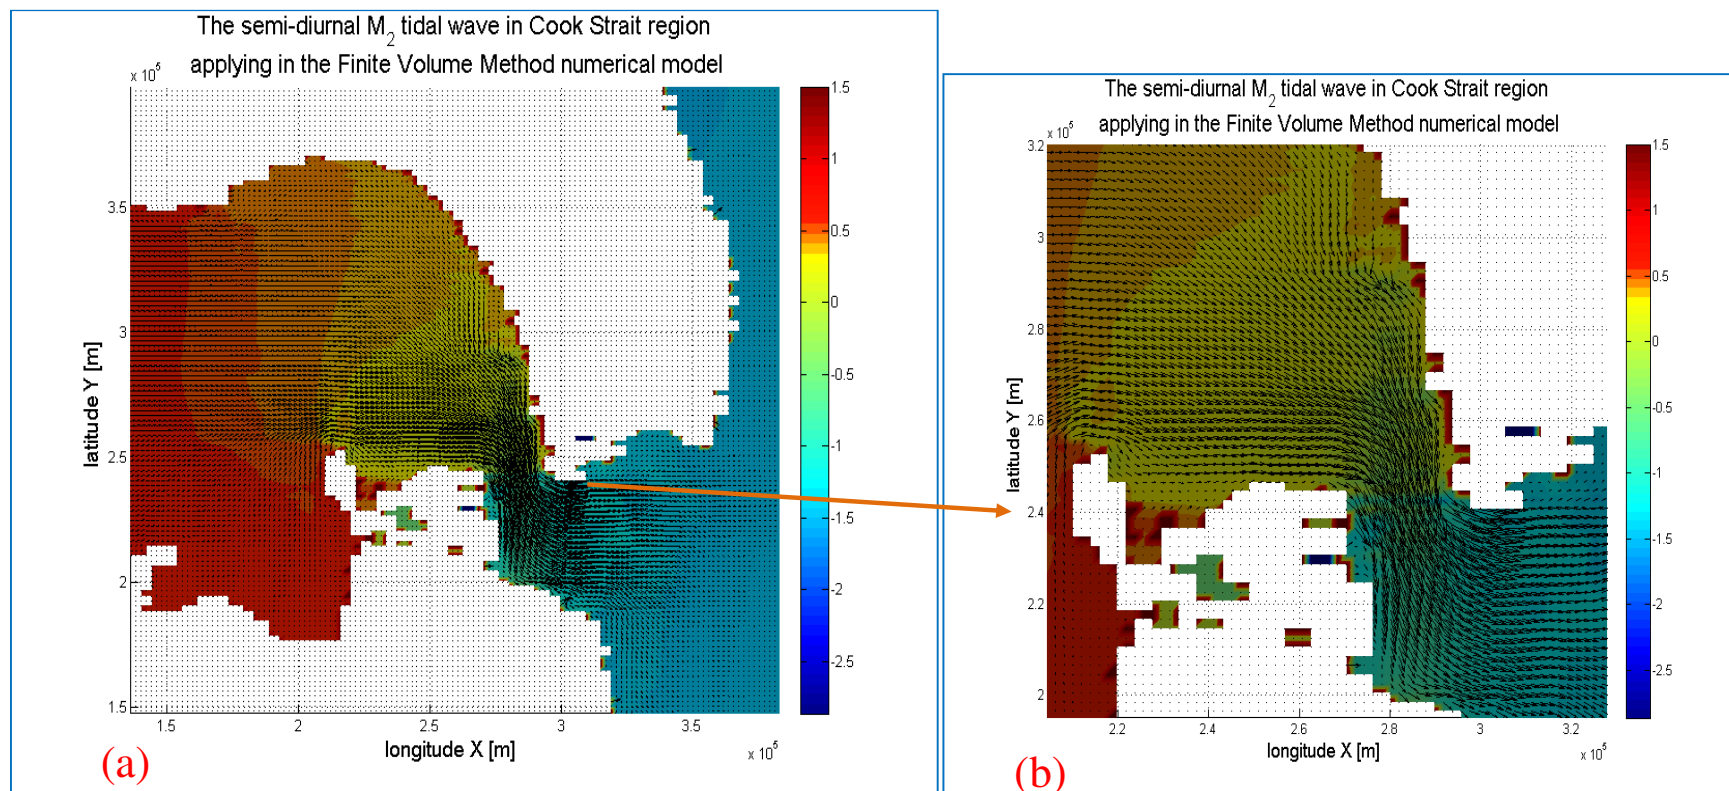 The semi-diurnal M2 tidal wave in Cook Strait region
applying in the Finite Volume Method numerical model
x 10^5
3.5
3
2.5
2
1.5
latitude Y [m]
1.5
2
2.5
3
3.5
x 10^5
longitude X [m]
1.5
1
0.5
0
-0.5
-1
-1.5
-2
-2.5
(a)
The semi-diurnal M2 tidal wave in Cook Strait region
applying in the Finite Volume Method numerical model
x 10^5
3.2
3
2.8
2.6
2.4
2.2
2
latitude Y [m]
2.2
2.4
2.6
2.8
3
3.2
x 10^5
longitude X [m]
1.5
1
0.5
0
-0.5
-1
-1.5
-2
-2.5
(b)